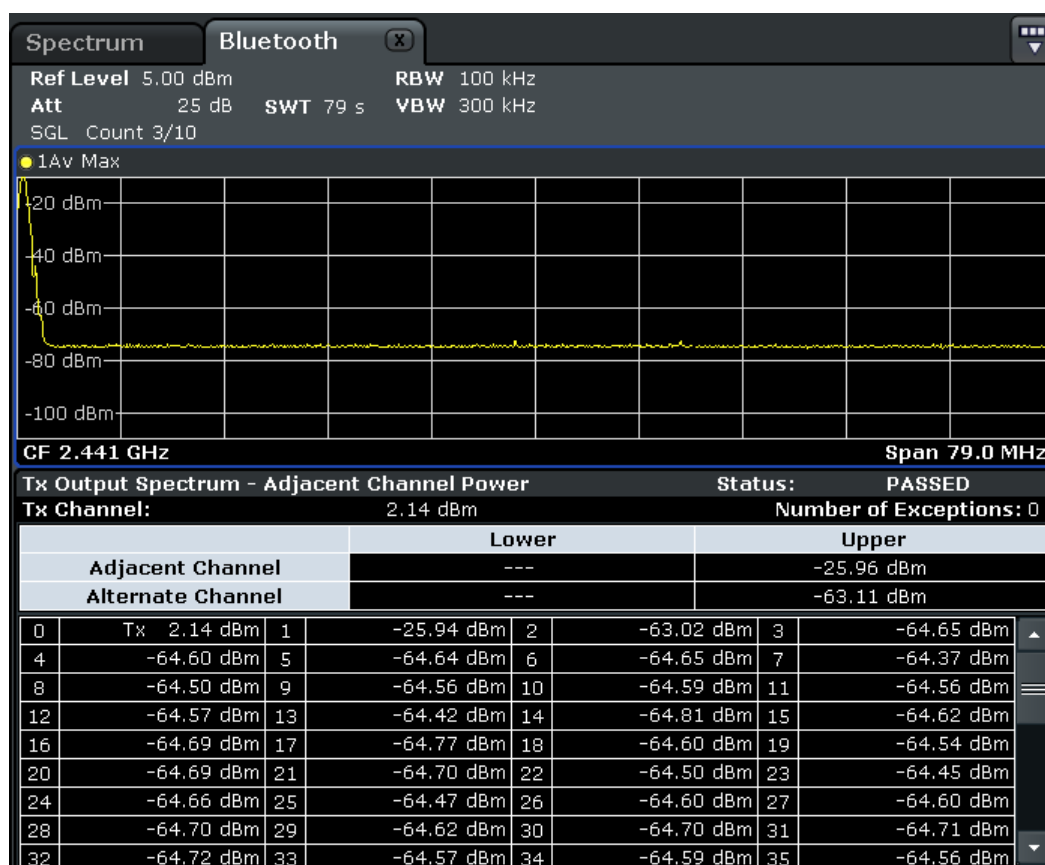 Spectrum Bluetooth X
Ref Level 5.00 dBm RBW 100 kHz
Att 25 dB SWT 79 s VBW 300 kHz
SGL Count 3/10
1Av Max
-20 dBm
-40 dBm
-60 dBm
-80 dBm
-100 dBm
CF 2.441 GHz Span 79.0 MHz
Tx Output Spectrum - Adjacent Channel Power Status: PASSED
Tx Channel: 2.14 dBm Number of Exceptions: 0
Lower Upper
Adjacent Channel --- -25.96 dBm
Alternate Channel --- -63.11 dBm
0 Tx 2.14 dBm 1 -25.94 dBm 2 -63.02 dBm 3 -64.65 dBm
4 -64.60 dBm 5 -64.64 dBm 6 -64.65 dBm 7 -64.37 dBm
8 -64.50 dBm 9 -64.56 dBm 10 -64.59 dBm 11 -64.56 dBm
12 -64.57 dBm 13 -64.42 dBm 14 -64.81 dBm 15 -64.62 dBm
16 -64.69 dBm 17 -64.77 dBm 18 -64.60 dBm 19 -64.54 dBm
20 -64.69 dBm 21 -64.70 dBm 22 -64.50 dBm 23 -64.45 dBm
24 -64.66 dBm 25 -64.47 dBm 26 -64.60 dBm 27 -64.60 dBm
28 -64.70 dBm 29 -64.62 dBm 30 -64.70 dBm 31 -64.71 dBm
32 -64.72 dBm 33 -64.57 dBm 34 -64.59 dBm 35 -64.56 dBm